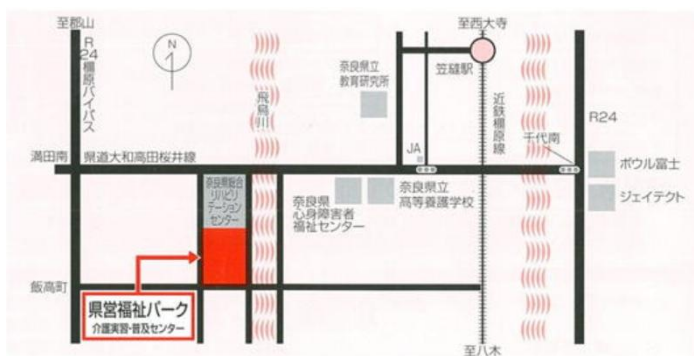 至郡山
R24橿原バイパス
N
飛鳥川
奈良県立
教育研究所
至西大寺
笠縫駅
近鉄橿原線
千代南
R24
JA
満田南
県道大和高田桜井線
ボウル富士
ジェイテクト
奈良県総合
リハビリ
テーション
センター
奈良県
心身障害者
福祉センター
奈良県立
高等養護学校
飯高町
県営福祉パーク
介護実習・普及センター
至八木